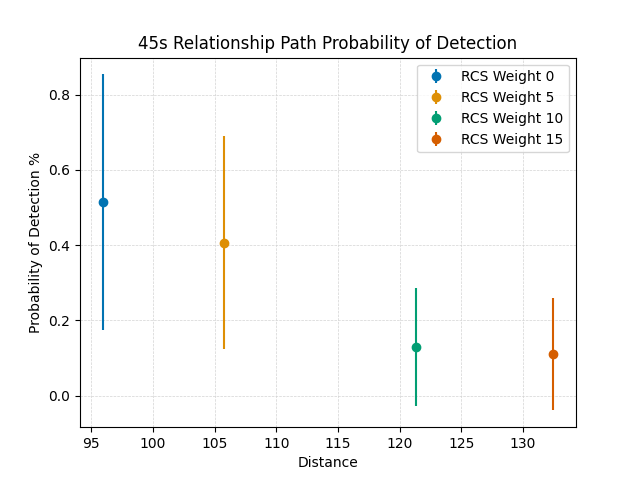 45s Relationship Path Probability of Detection
RCS Weight 0
RCS Weight 5
RCS Weight 10
RCS Weight 15
Probability of Detection %
0.8
0.6
0.4
0.2
0.0
95 100 105 110 115 120 125 130
Distance